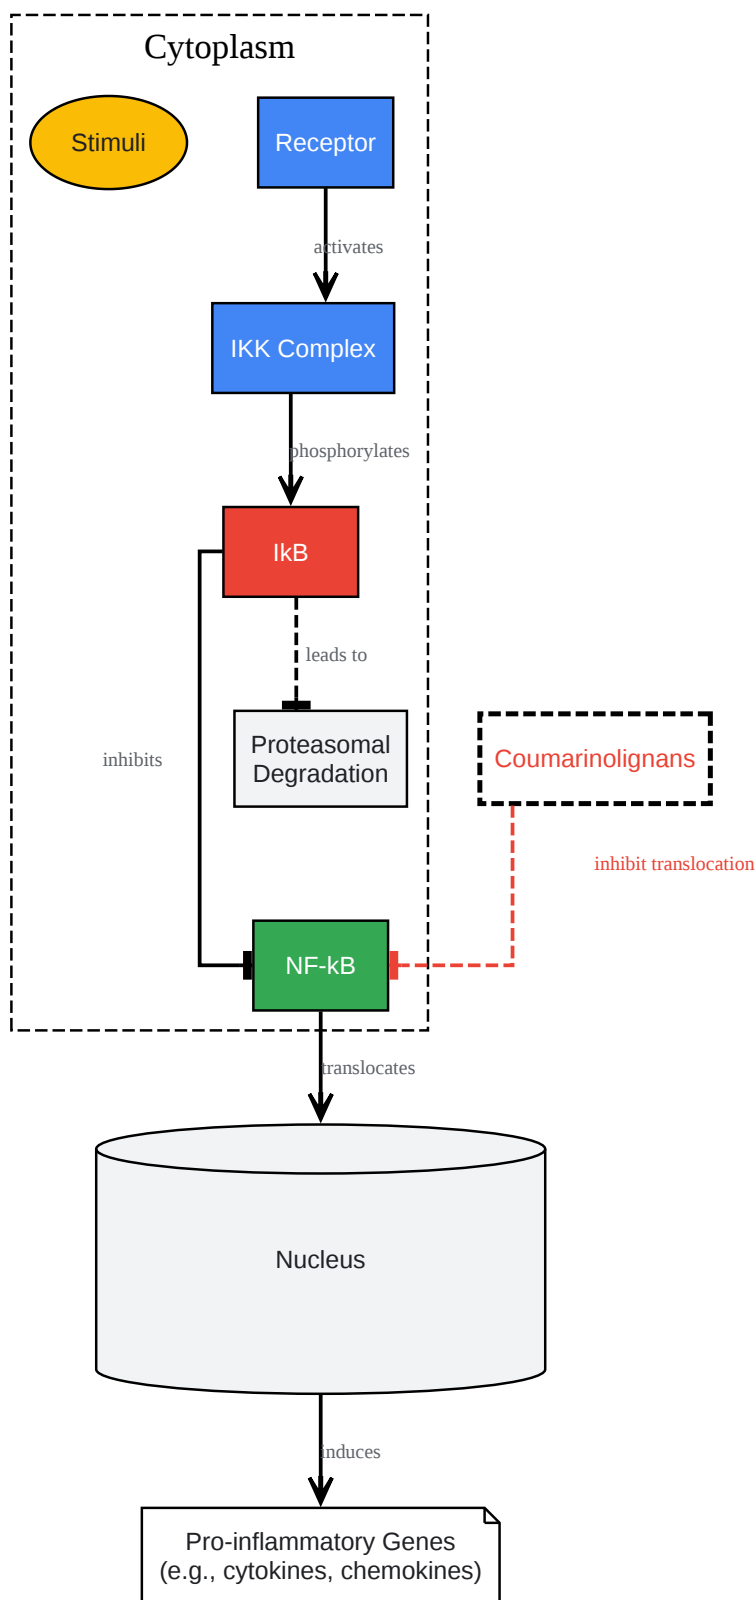 Cytoplasm
Stimuli
Receptor
activates
IKK Complex
phosphorylates
IkB
leads to
Proteasomal
Degradation
inhibits
Coumarinolignans
inhibit translocation
NF-kB
translocates
Nucleus
induces
Pro-inflammatory Genes
(e.g., cytokines, chemokines)